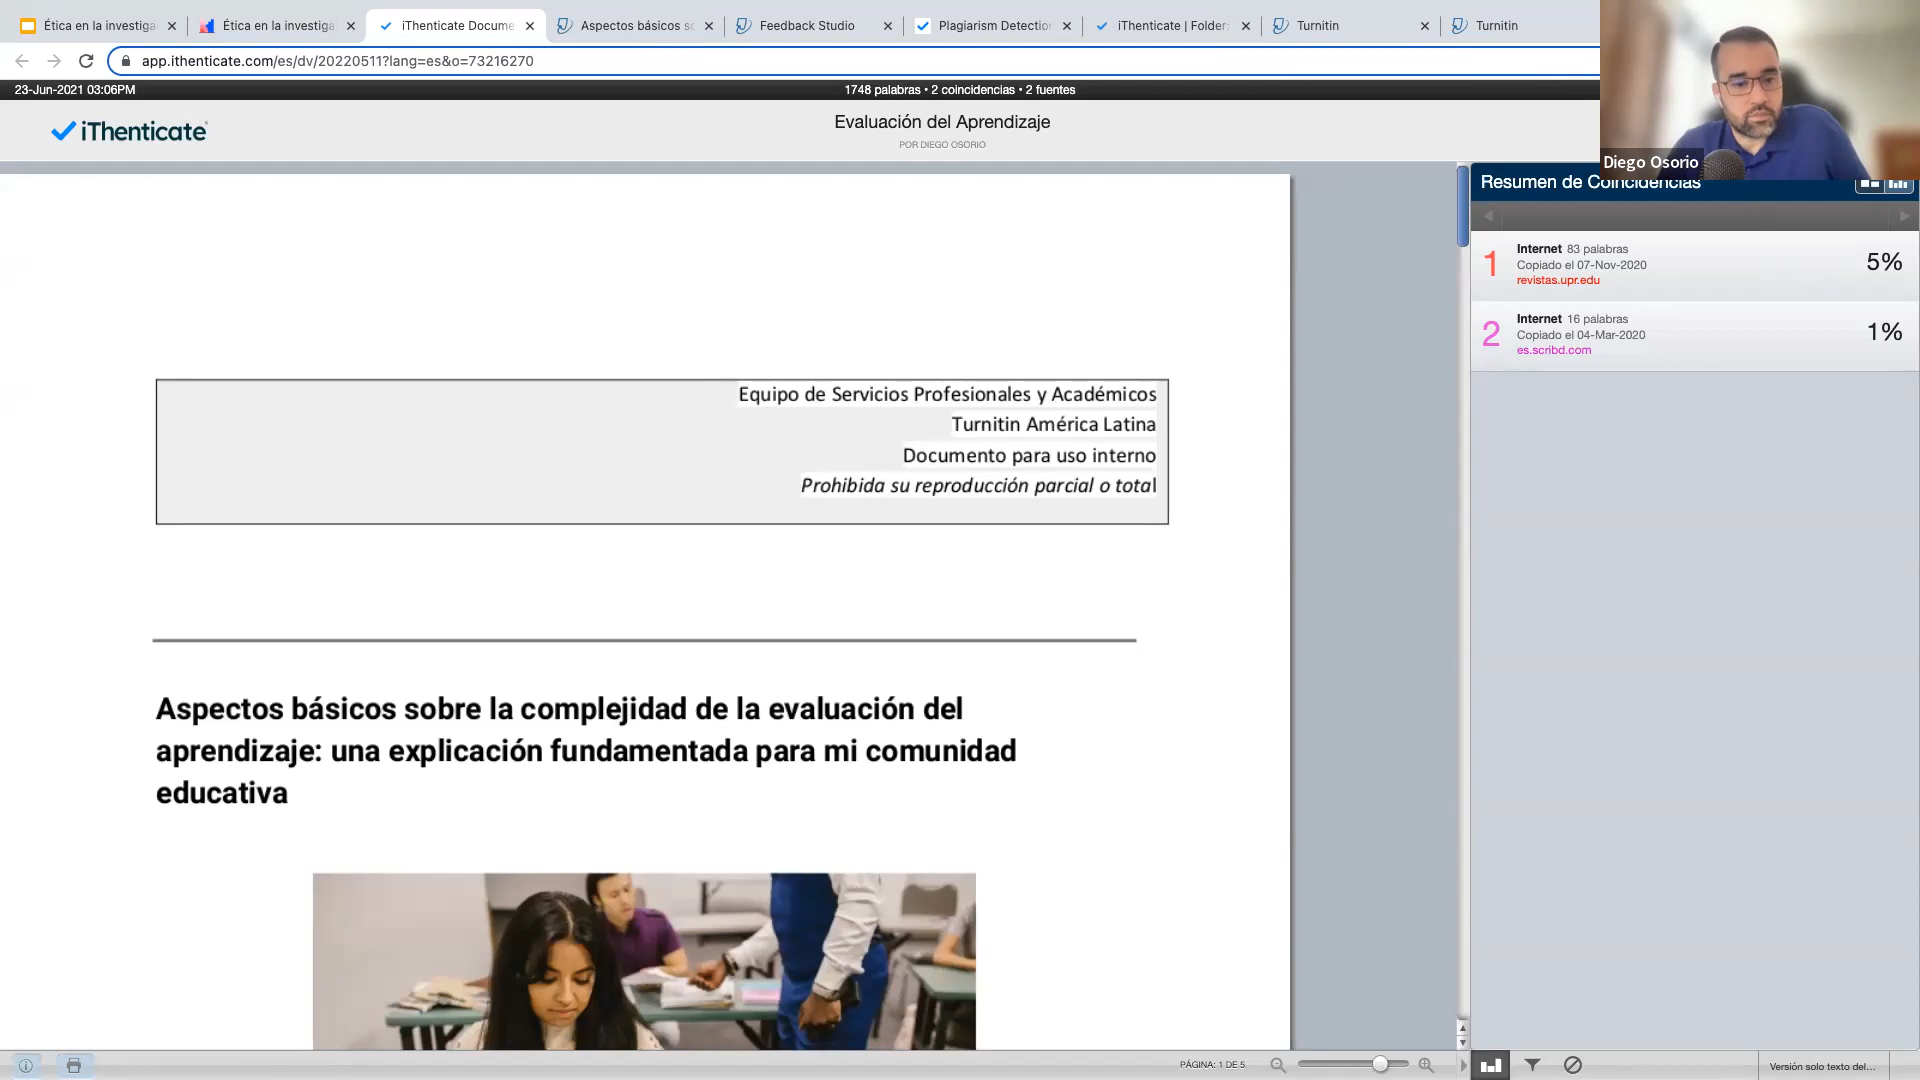 Ética en la investiga
Ética en la investiga
iThenticate Docume
Aspectos básicos so
Feedback Studio
Plagiarism Detection
iThenticate | Folder:
Turnitin
Turnitin
app.ithenticate.com/es/dv/20220511?lang=es&o=73216270
23-Jun-2021 03:06PM
1748 palabras • 2 coincidencias • 2 fuentes
iThenticate
Evaluación del Aprendizaje
POR DIEGO OSORIO
Diego Osorio
Resumen de Coincidencias
1
Internet 83 palabras
Copiado el 07-Nov-2020
revistas.upr.edu
5%
2
Internet 16 palabras
Copiado el 04-Mar-2020
es.scribd.com
1%
Equipo de Servicios Profesionales y Académicos
Turnitin América Latina
Documento para uso interno
Prohibida su reproducción parcial o total
Aspectos básicos sobre la complejidad de la evaluación del
aprendizaje: una explicación fundamentada para mi comunidad
educativa
PÁGINA: 1 DE 5
Versión solo texto del...